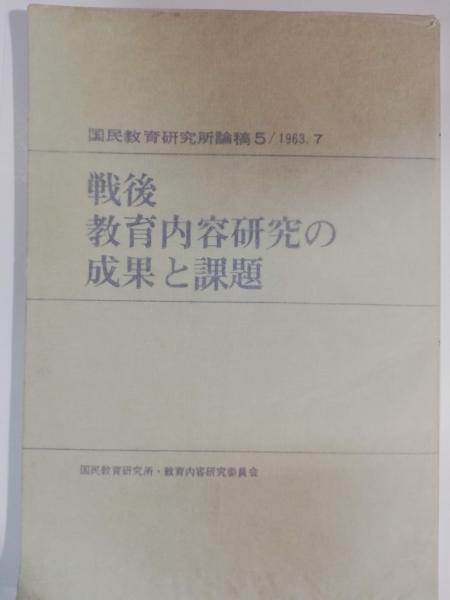 国民教育研究所論稿5/1963.7
戦後
教育内容研究の
成果と課題
国民教育研究所・教育内容研究委員会